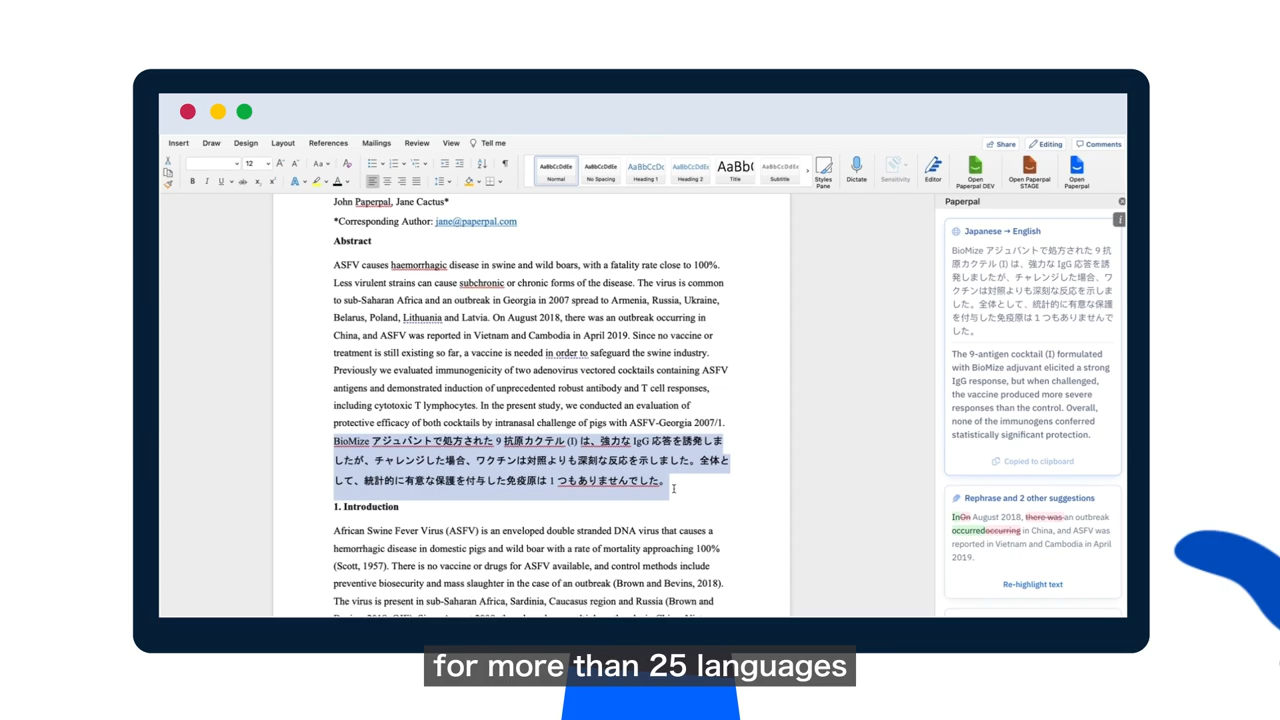 Insert Draw Design Layout References Mailings Review View Tell me
Share Editing Comments
12 Aa
B I U ab x x A A
AaBbCcDdEe AaBbCcDdEe AaBbCcDc AaBbCcDdEe AaBb( AaBbCcDdEe
Normal No Spacing Heading 1 Heading 2 Title Subtitle
Styles Pane Dictate Sensitivity Editor Open Paperpal DEV Open Paperpal STAGE Open Paperpal
John Paperpal, Jane Cactus*
*Corresponding Author: jane@paperpal.com
Abstract
ASFV causes haemorrhagic disease in swine and wild boars, with a fatality rate close to 100%.
Less virulent strains can cause subchronic or chronic forms of the disease. The virus is common
to sub-Saharan Africa and an outbreak in Georgia in 2007 spread to Armenia, Russia, Ukraine,
Belarus, Poland, Lithuania and Latvia. On August 2018, there was an outbreak occurring in
China, and ASFV was reported in Vietnam and Cambodia in April 2019. Since no vaccine or
treatment is still existing so far, a vaccine is needed in order to safeguard the swine industry.
Previously we evaluated immunogenicity of two adenovirus vectored cocktails containing ASFV
antigens and demonstrated induction of unprecedented robust antibody and T cell responses,
including cytotoxic T lymphocytes. In the present study, we conducted an evaluation of
protective efficacy of both cocktails by intranasal challenge of pigs with ASFV-Georgia 2007/1.
BioMize アジュバントで処方された 9 抗原カクテル (I) は、強力な IgG 応答を誘発しま
したが、チャレンジした場合、ワクチンは対照よりも深刻な反応を示しました。全体と
して、統計的に有意な保護を付与した免疫原は 1 つもありませんでした。
1. Introduction
African Swine Fever Virus (ASFV) is an enveloped double stranded DNA virus that causes a
hemorrhagic disease in domestic pigs and wild boar with a rate of mortality approaching 100%
(Scott, 1957). There is no vaccine or drugs for ASFV available, and control methods include
preventive biosecurity and mass slaughter in the case of an outbreak (Brown and Bevins, 2018).
The virus is present in sub-Saharan Africa, Sardinia, Caucasus region and Russia (Brown and
Paperpal
Japanese → English
BioMize アジュバントで処方された 9 抗
原カクテル (I) は、強力な IgG 応答を誘
発しましたが、チャレンジした場合、ワ
クチンは対照よりも深刻な反応を示しま
した。全体として、統計的に有意な保護
を付与した免疫原は 1 つもありませんで
した。
The 9-antigen cocktail (I) formulated
with BioMize adjuvant elicited a strong
IgG response, but when challenged,
the vaccine produced more severe
responses than the control. Overall,
none of the immunogens conferred
statistically significant protection.
Copied to clipboard
Rephrase and 2 other suggestions
InOn August 2018, there was an outbreak
occurredoccurring in China, and ASFV was
reported in Vietnam and Cambodia in April
2019.
Re-highlight text
for more than 25 languages